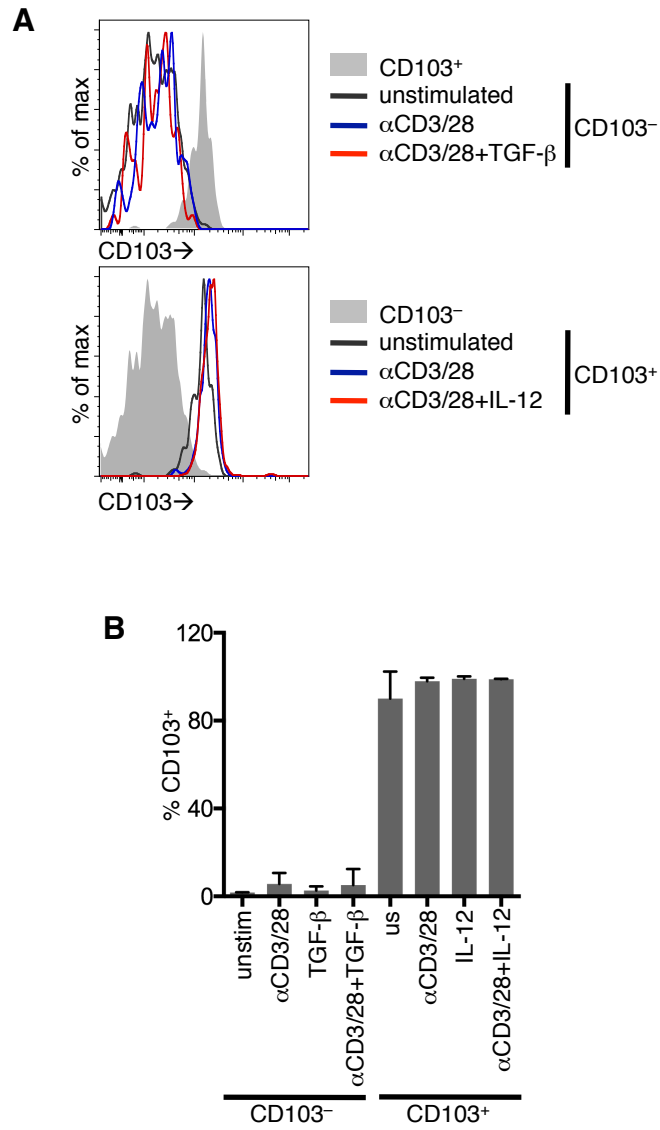 A
% of max
CD103→
CD103⁺
unstimulated
αCD3/28
αCD3/28+TGF-β
CD103⁻
% of max
CD103→
CD103⁻
unstimulated
αCD3/28
αCD3/28+IL-12
CD103⁺
B
% CD103⁺
120
80
40
0
unstim
αCD3/28
TGF-β
αCD3/28+TGF-β
us
αCD3/28
IL-12
αCD3/28+IL-12
CD103⁻
CD103⁺